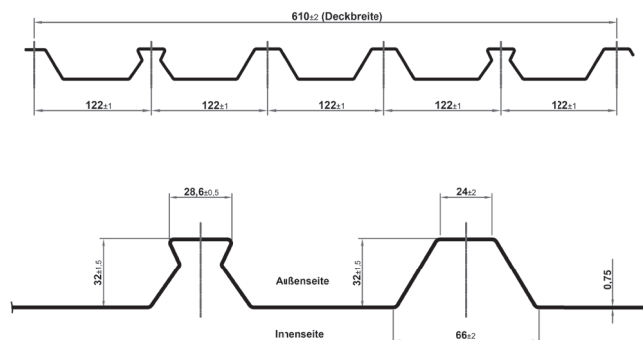 610±2 (Deckbreite)
122±1 122±1 122±1 122±1 122±1
28,6±0,5 24±2
32±1,5 32±1,5 0,75
Außenseite
Innenseite 66±2